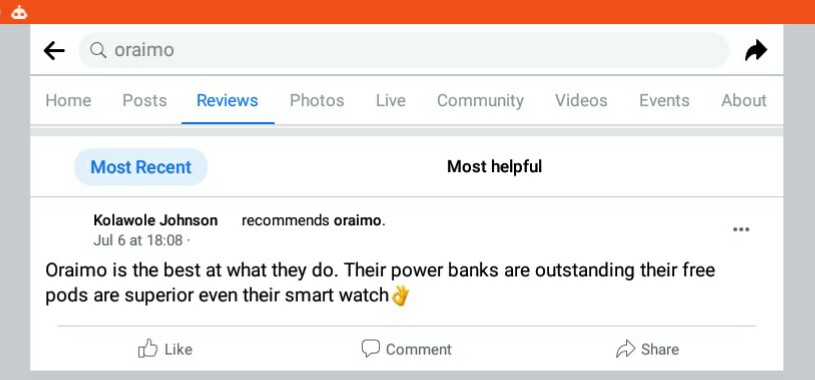 oraimo
Home Posts Reviews Photos Live Community Videos Events About
Most Recent Most helpful
Kolawole Johnson recommends oraimo.
Jul 6 at 18:08 ·
Oraimo is the best at what they do. Their power banks are outstanding their free
pods are superior even their smart watch👌
Like Comment Share